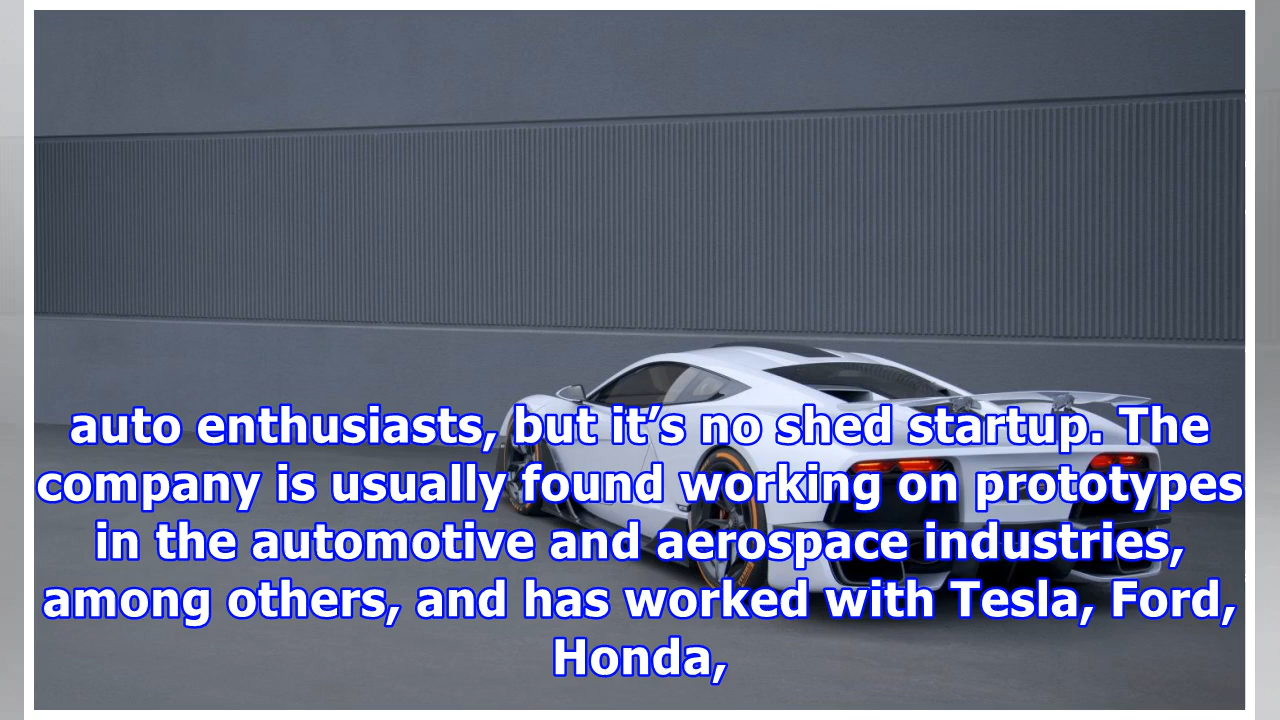 auto enthusiasts, but it’s no shed startup. The
company is usually found working on prototypes
in the automotive and aerospace industries,
among others, and has worked with Tesla, Ford,
Honda,